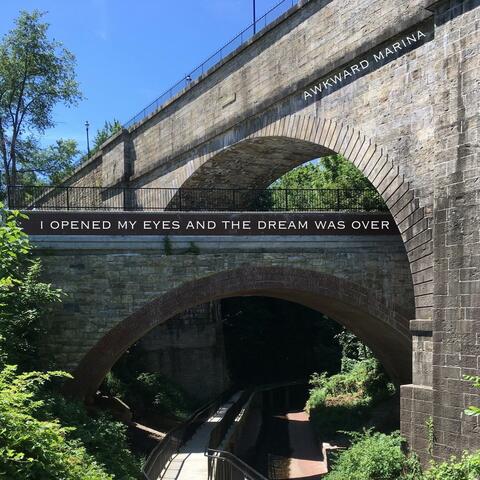 AWKWARD MARINA
I OPENED MY EYES AND THE DREAM WAS OVER